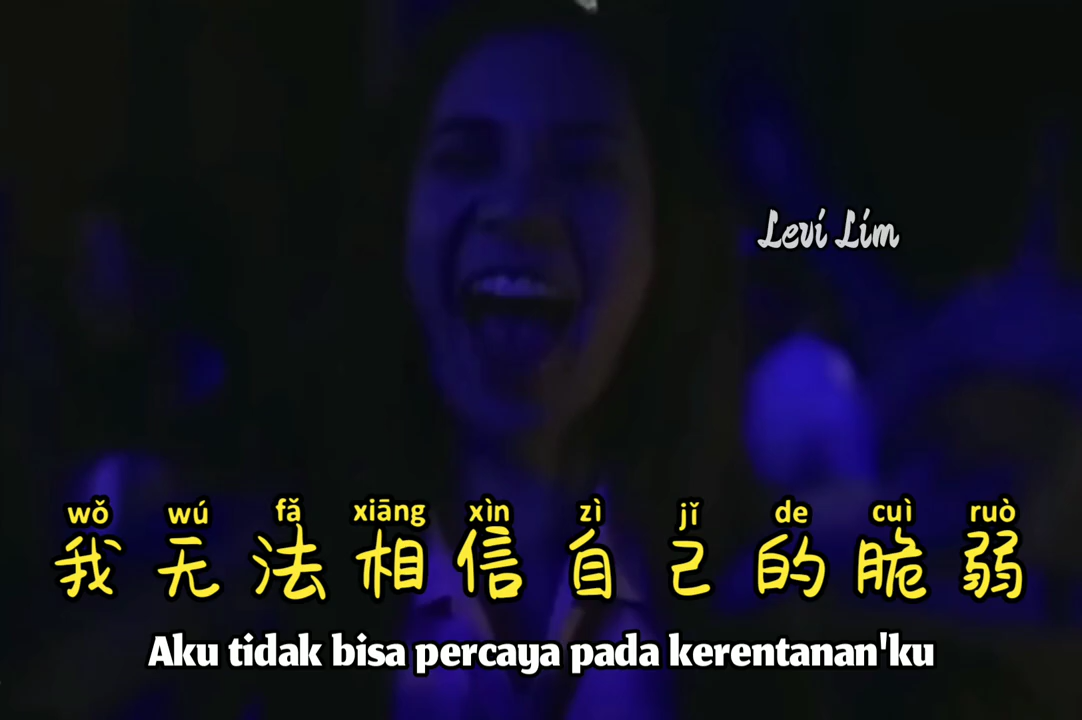 Levi Lim
wǒ wú fǎ xiāng xìn zì jǐ de cuì ruò
我无法相信自己的脆弱
Aku tidak bisa percaya pada kerentanan'ku